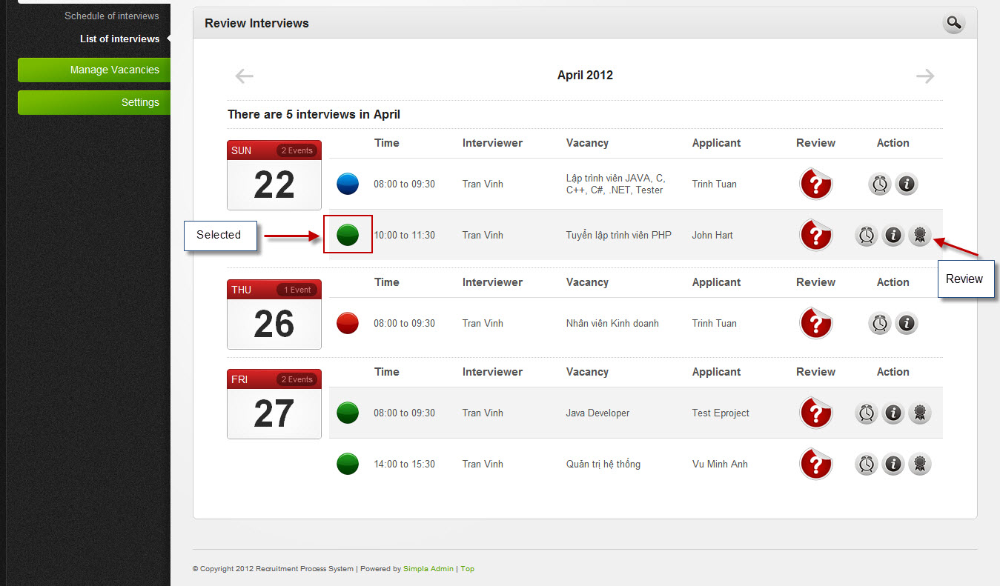 Schedule of interviews
List of interviews
Manage Vacancies
Settings
Review Interviews
April 2012
There are 5 interviews in April
SUN 2 Events
22
Time Interviewer Vacancy Applicant Review Action
08:00 to 09:30 Tran Vinh Lập trình viên JAVA, C, Trinh Tuan
C++, C#, .NET, Tester
Selected
10:00 to 11:30 Tran Vinh Tuyển lập trình viên PHP John Hart
Review
THU 1 Event
26
Time Interviewer Vacancy Applicant Review Action
08:00 to 09:30 Tran Vinh Nhân viên Kinh doanh Trinh Tuan
FRI 2 Events
27
Time Interviewer Vacancy Applicant Review Action
08:00 to 09:30 Tran Vinh Java Developer Test Eproject
14:00 to 15:30 Tran Vinh Quản trị hệ thống Vu Minh Anh
© Copyright 2012 Recruitment Process System | Powered by Simpla Admin | Top